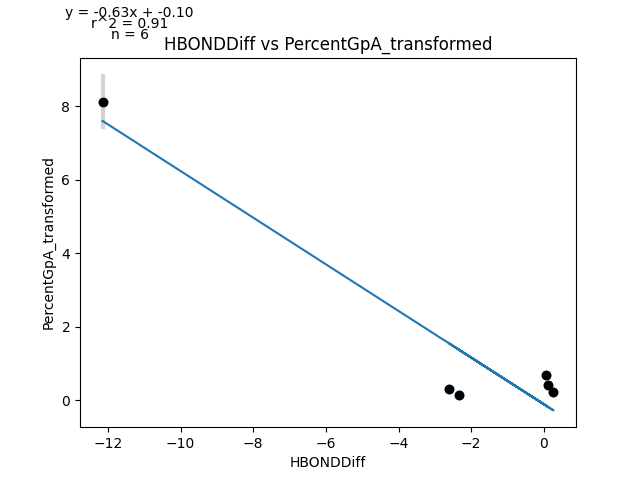 y = -0.63x + -0.10
r^2 = 0.91
n = 6
HBONDDiff vs PercentGpA_transformed
PercentGpA_transformed
8
6
4
2
0
−12
−10
−8
−6
−4
−2
0
HBONDDiff